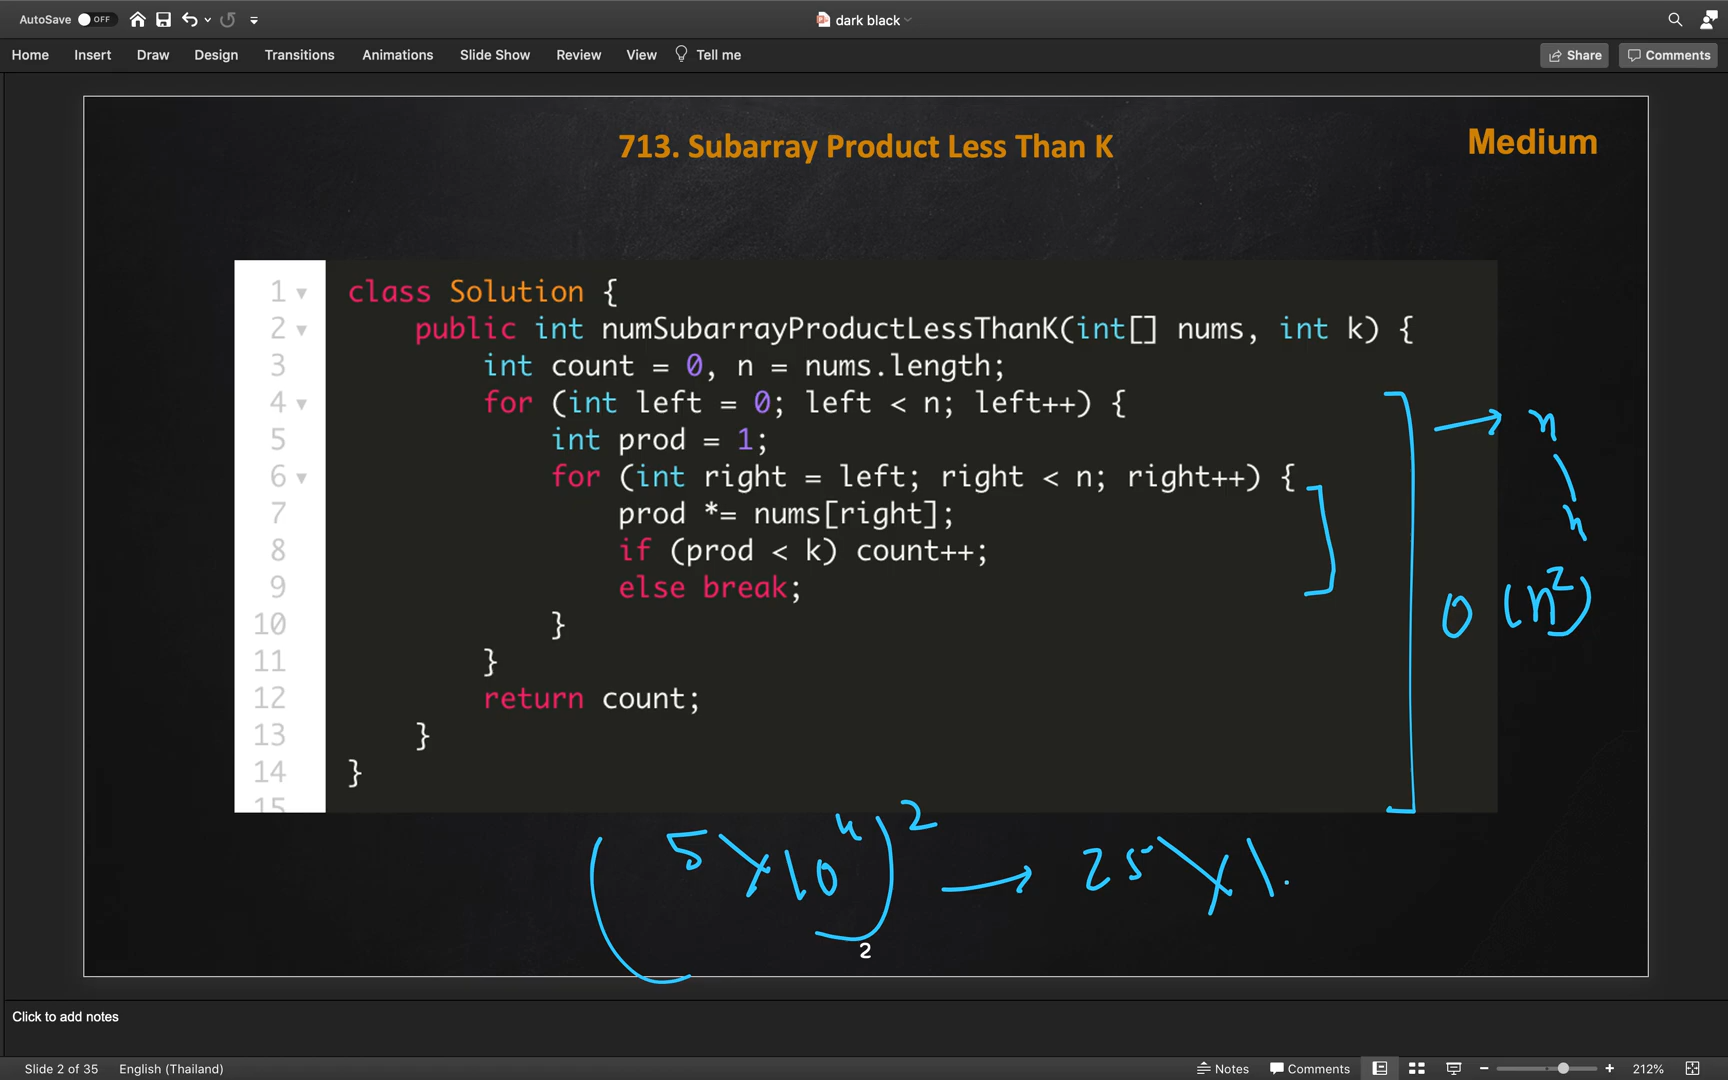 AutoSave OFF
dark black
Home Insert Draw Design Transitions Animations Slide Show Review View Tell me
Share Comments
713. Subarray Product Less Than K
Medium
1 class Solution {
2 public int numSubarrayProductLessThanK(int[] nums, int k) {
3 int count = 0, n = nums.length;
4 for (int left = 0; left < n; left++) {
5 int prod = 1;
6 for (int right = left; right < n; right++) {
7 prod *= nums[right];
8 if (prod < k) count++;
9 else break;
10 }
11 }
12 return count;
13 }
14 }
15
→ n
n
O (n²)
(5 X 10⁴)² → 25 X 1
2
Click to add notes
Slide 2 of 35 English (Thailand) Notes Comments 212%